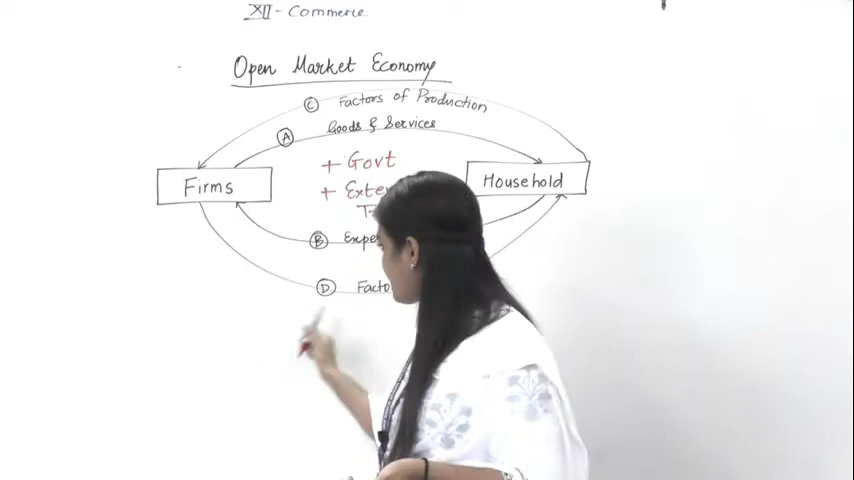 XII - Commerce
Open Market Economy
C Factors of Production
A Goods & Services
+ Govt
Firms
Household
+
B
D